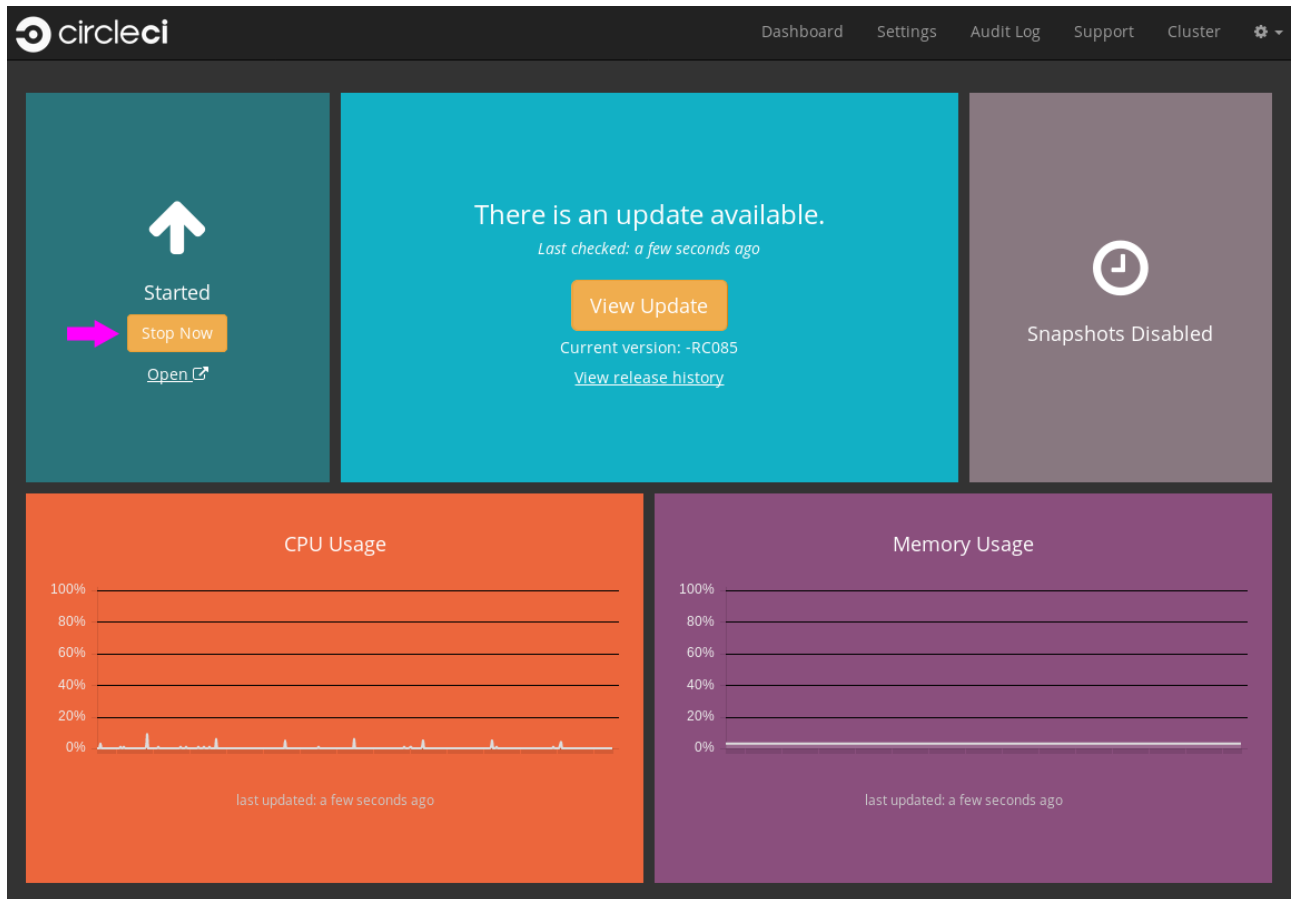 circleci
Dashboard Settings Audit Log Support Cluster
Started
Stop Now
Open
There is an update available.
Last checked: a few seconds ago
View Update
Current version: -RC085
View release history
Snapshots Disabled
CPU Usage
100%
80%
60%
40%
20%
0%
last updated: a few seconds ago
Memory Usage
100%
80%
60%
40%
20%
0%
last updated: a few seconds ago